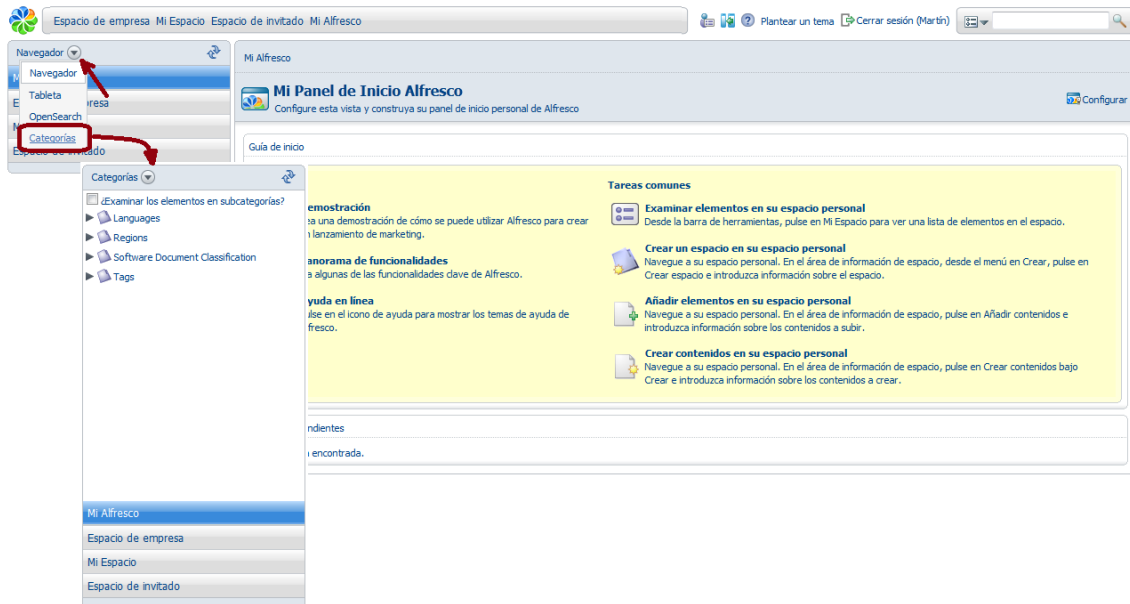 Espacio de empresa Mi Espacio Espacio de invitado Mi Alfresco
Plantear un tema Cerrar sesión (Martín)
Navegador
Navegador
Tableta
OpenSearch
Categorías
resa
Espacio de invitado
Mi Alfresco
Mi Panel de Inicio Alfresco
Configure esta vista y construya su panel de inicio personal de Alfresco
Configurar
Guía de inicio
Categorías
¿Examinar los elementos en subcategorías?
Languages
Regions
Software Document Classification
Tags
Mi Alfresco
Espacio de empresa
Mi Espacio
Espacio de invitado
emostración
ea una demostración de cómo se puede utilizar Alfresco para crear
n lanzamiento de marketing.
anorama de funcionalidades
a algunas de las funcionalidades clave de Alfresco.
yuda en línea
lse en el icono de ayuda para mostrar los temas de ayuda de
fresco.
Tareas comunes
Examinar elementos en su espacio personal
Desde la barra de herramientas, pulse en Mi Espacio para ver una lista de elementos en el espacio.
Crear un espacio en su espacio personal
Navegue a su espacio personal. En el área de información de espacio, desde el menú en Crear, pulse en
Crear espacio e introduzca información sobre el espacio.
Añadir elementos en su espacio personal
Navegue a su espacio personal. En el área de información de espacio, pulse en Añadir contenidos e
introduzca información sobre los contenidos a subir.
Crear contenidos en su espacio personal
Navegue a su espacio personal. En el área de información de espacio, pulse en Crear contenidos bajo
Crear e introduzca información sobre los contenidos a crear.
ndientes
encontrada.